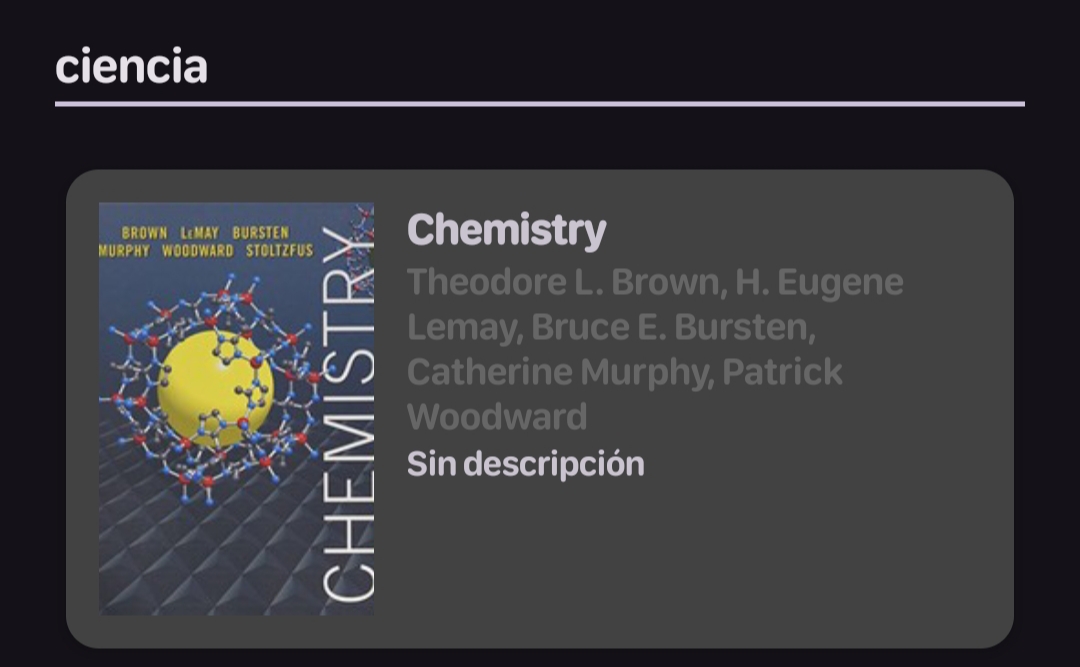 ciencia
BROWN LEMAY BURSTEN
MURPHY WOODWARD STOLTZFUS
CHEMISTRY
Chemistry
Theodore L. Brown, H. Eugene
Lemay, Bruce E. Bursten,
Catherine Murphy, Patrick
Woodward
Sin descripción